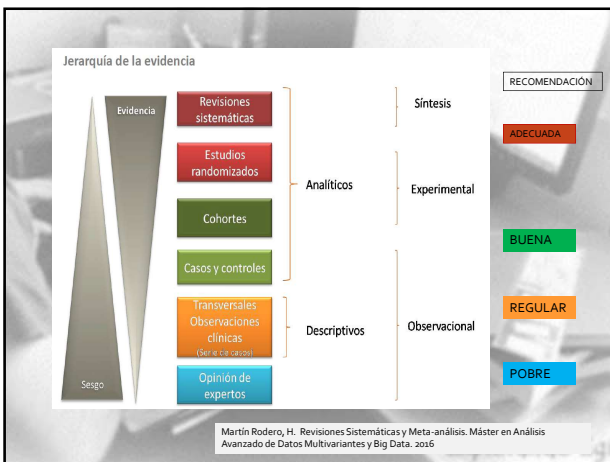 Jerarquía de la evidencia
Evidencia
Sesgo
Revisiones
sistemáticas
Estudios
randomizados
Cohortes
Casos y controles
Transversales
Observaciones
clínicas
(Serie de casos)
Opinión de
expertos
Analíticos
Descriptivos
Síntesis
Experimental
Observacional
RECOMENDACIÓN
ADECUADA
BUENA
REGULAR
POBRE
Martín Rodero, H. Revisiones Sistemáticas y Meta-análisis. Máster en Análisis
Avanzado de Datos Multivariantes y Big Data. 2016